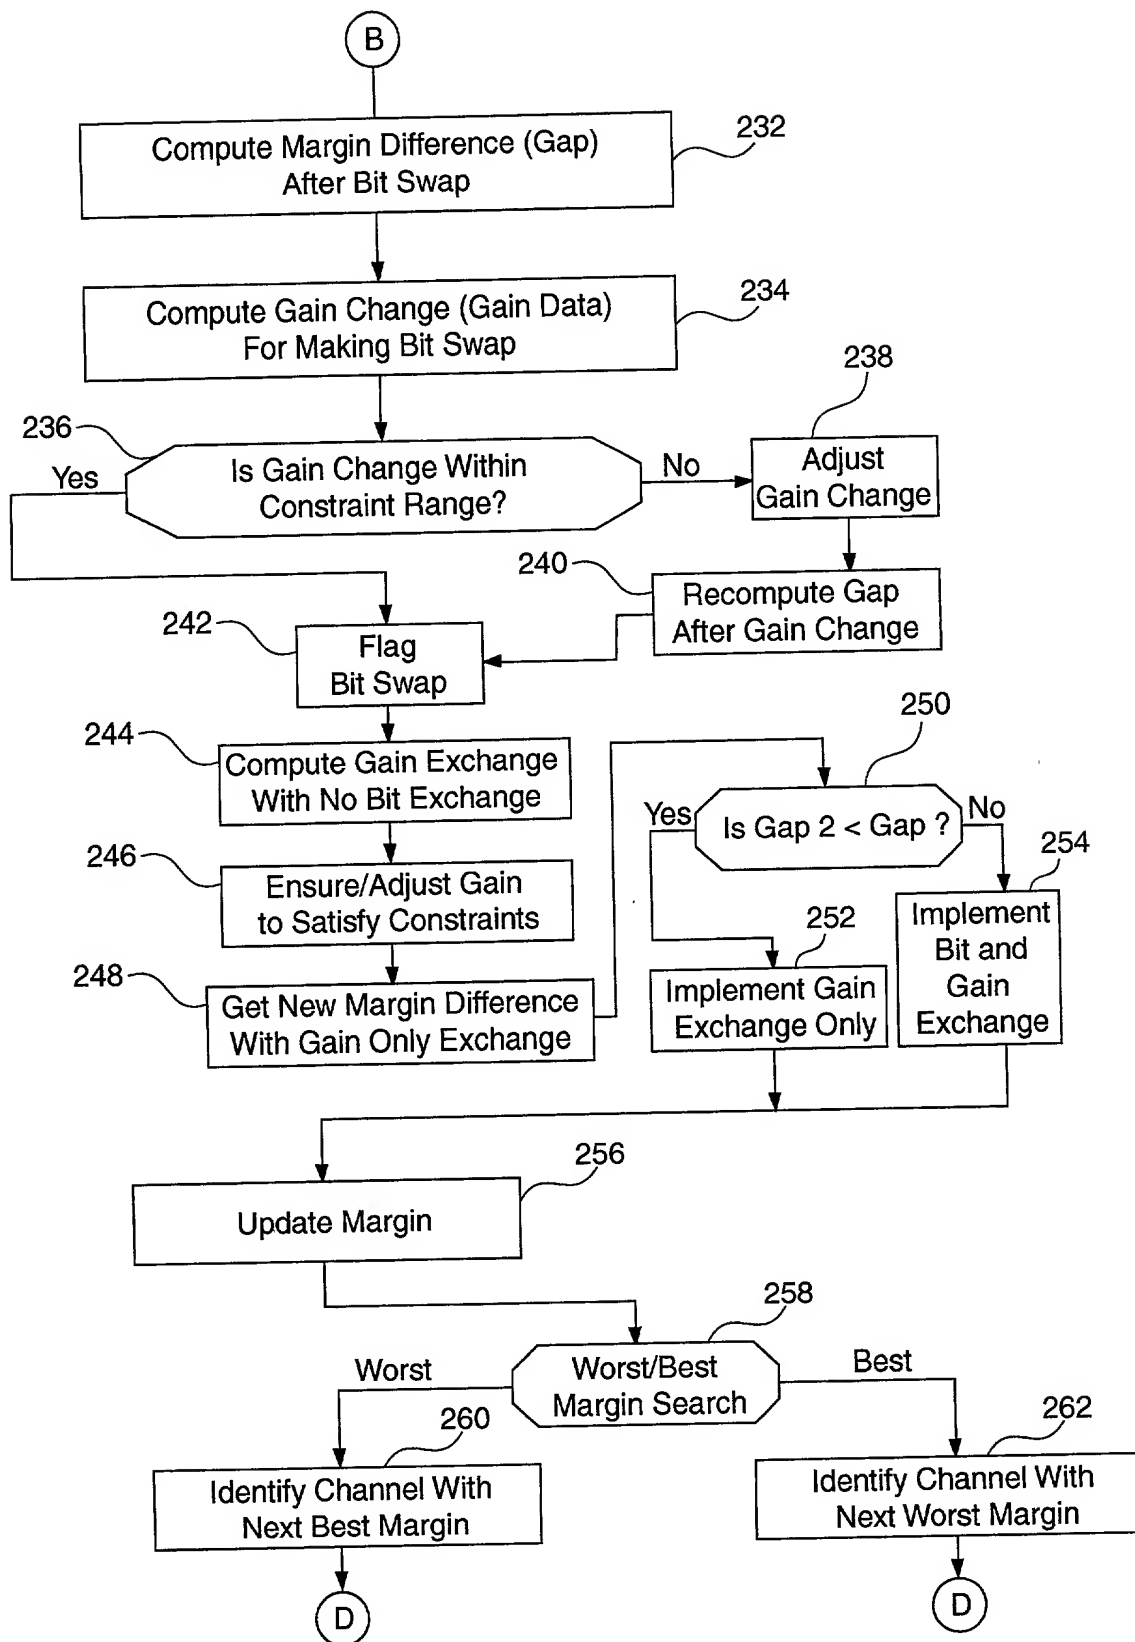 B
Compute Margin Difference (Gap)
After Bit Swap
232
Compute Gain Change (Gain Data)
For Making Bit Swap
234
236
Yes
Is Gain Change Within
Constraint Range?
No
238
Adjust
Gain Change
240
Recompute Gap
After Gain Change
242
Flag
Bit Swap
244
Compute Gain Exchange
With No Bit Exchange
246
Ensure/Adjust Gain
to Satisfy Constraints
248
Get New Margin Difference
With Gain Only Exchange
250
Yes
Is Gap 2 < Gap ?
No
252
Implement Gain
Exchange Only
254
Implement
Bit and
Gain
Exchange
256
Update Margin
258
Worst
Worst/Best
Margin Search
Best
260
Identify Channel With
Next Best Margin
262
Identify Channel With
Next Worst Margin
D
D